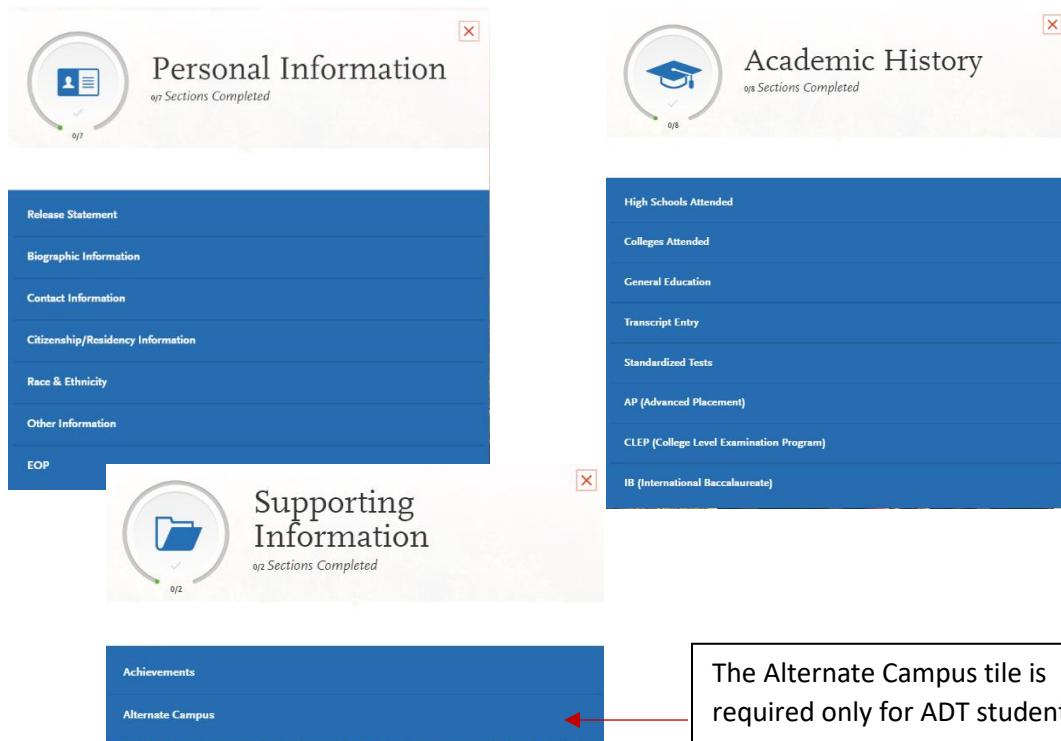 Personal Information
0/7 Sections Completed
0/7
Release Statement
Biographic Information
Contact Information
Citizenship/Residency Information
Race & Ethnicity
Other Information
EOP
Academic History
0/8 Sections Completed
0/8
High Schools Attended
Colleges Attended
General Education
Transcript Entry
Standardized Tests
AP (Advanced Placement)
CLEP (College Level Examination Program)
IB (International Baccalaureate)
Supporting
Information
0/2 Sections Completed
0/2
Achievements
Alternate Campus
The Alternate Campus tile is
required only for ADT student